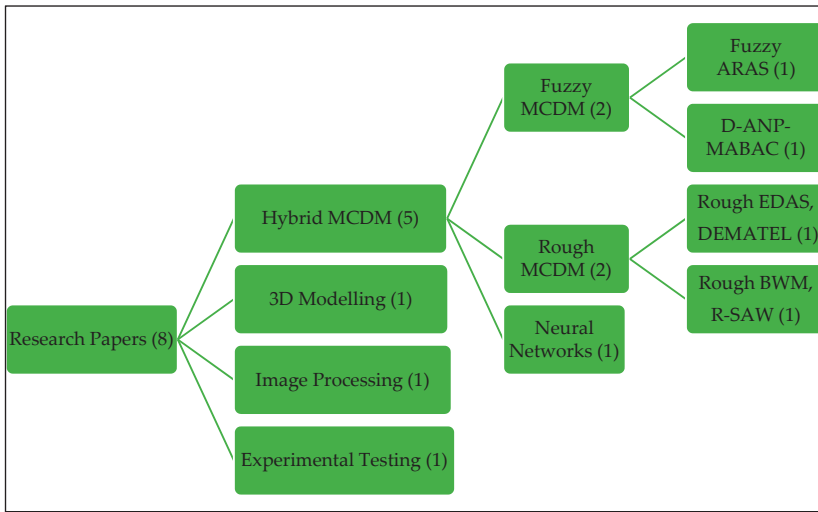 Research Papers (8)
Hybrid MCDM (5)
3D Modelling (1)
Image Processing (1)
Experimental Testing (1)
Fuzzy
MCDM (2)
Rough
MCDM (2)
Neural
Networks (1)
Fuzzy
ARAS (1)
D-ANP-
MABAC (1)
Rough EDAS,
DEMATEL (1)
Rough BWM,
R-SAW (1)